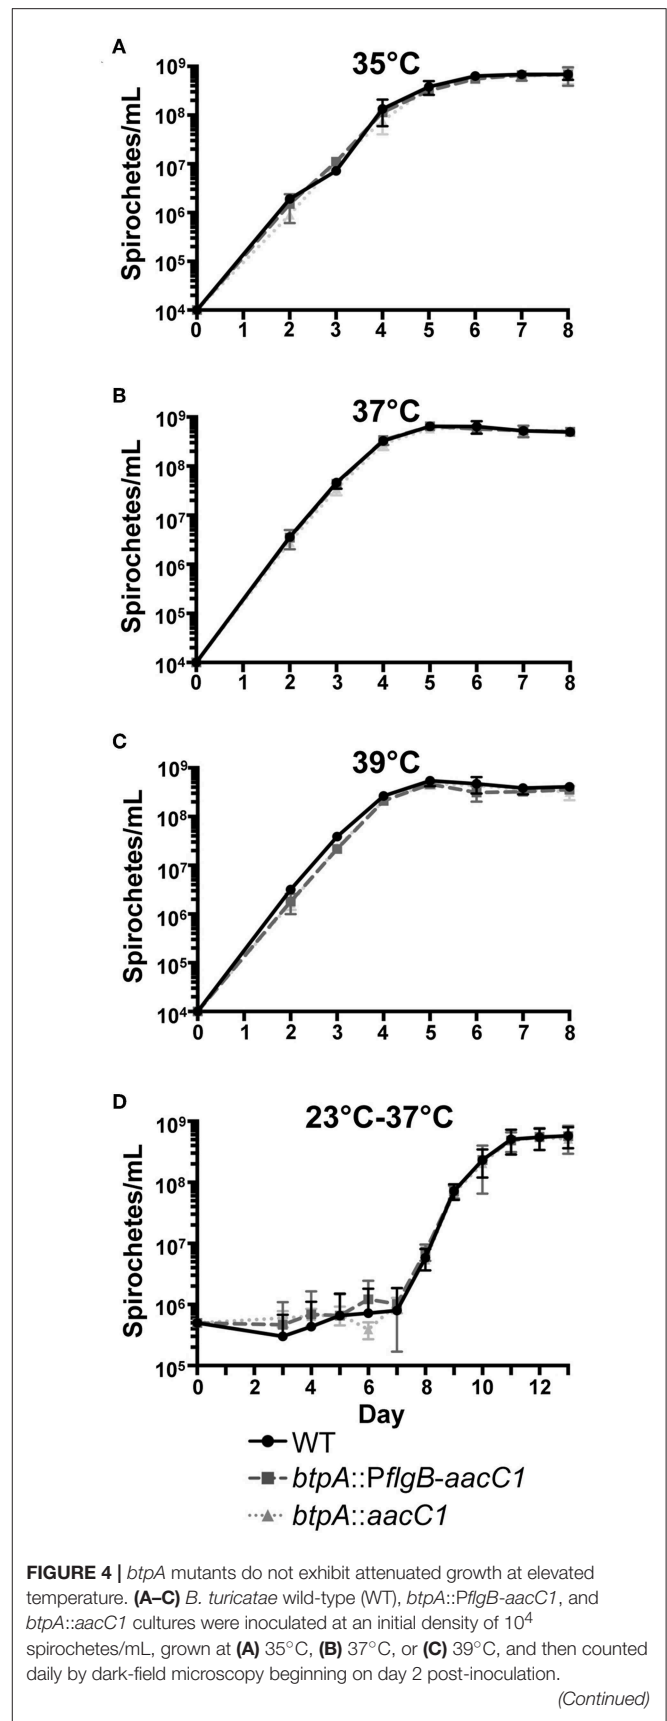 A
35°C
Spirochetes/mL
10⁹
10⁸
10⁷
10⁶
10⁵
10⁴
0 1 2 3 4 5 6 7 8
B
37°C
Spirochetes/mL
10⁹
10⁸
10⁷
10⁶
10⁵
10⁴
0 1 2 3 4 5 6 7 8
C
39°C
Spirochetes/mL
10⁹
10⁸
10⁷
10⁶
10⁵
10⁴
0 1 2 3 4 5 6 7 8
D
23°C-37°C
Spirochetes/mL
10⁹
10⁸
10⁷
10⁶
10⁵
0 2 4 6 8 10 12
Day
WT
btpA::PflgB-aacC1
btpA::aacC1
FIGURE 4 | btpA mutants do not exhibit attenuated growth at elevated
temperature. (A–C) B. turicatae wild-type (WT), btpA::PflgB-aacC1, and
btpA::aacC1 cultures were inoculated at an initial density of 10⁴
spirochetes/mL, grown at (A) 35°C, (B) 37°C, or (C) 39°C, and then counted
daily by dark-field microscopy beginning on day 2 post-inoculation.
(Continued)